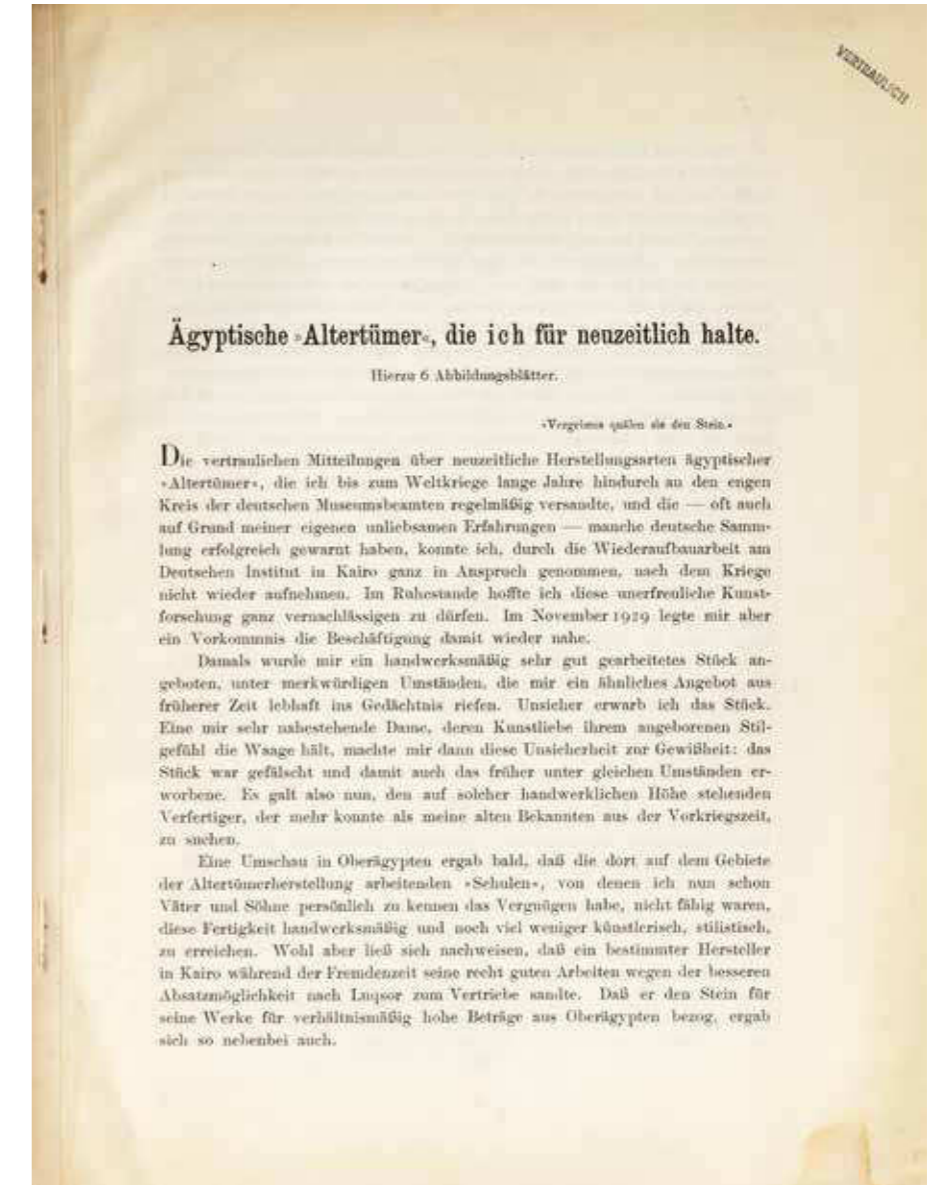 VERTRAULICH
Ägyptische »Altertümer«, die ich für neuzeitlich halte.
Hierzu 6 Abbildungsblätter.
»Vergebens quälen sie den Stein.«
Die vertraulichen Mitteilungen über neuzeitliche Herstellungsarten ägyptischer
»Altertümer«, die ich bis zum Weltkriege lange Jahre hindurch an den engen
Kreis der deutschen Museumsbeamten regelmäßig versandte, und die — oft auch
auf Grund meiner eigenen unliebsamen Erfahrungen — manche deutsche Samm-
lung erfolgreich gewarnt haben, konnte ich, durch die Wiederaufbauarbeit am
Deutschen Institut in Kairo ganz in Anspruch genommen, nach dem Kriege
nicht wieder aufnehmen. Im Ruhestande hoffte ich diese unerfreuliche Kunst-
forschung ganz vernachlässigen zu dürfen. Im November 1929 legte mir aber
ein Vorkommnis die Beschäftigung damit wieder nahe.
Damals wurde mir ein handwerksmäßig sehr gut gearbeitetes Stück an-
geboten, unter merkwürdigen Umständen, die mir ein ähnliches Angebot aus
früherer Zeit lebhaft ins Gedächtnis riefen. Unsicher erwarb ich das Stück.
Eine mir sehr nahestehende Dame, deren Kunstliebe ihrem angeborenen Stil-
gefühl die Waage hält, machte mir dann diese Unsicherheit zur Gewißheit: das
Stück war gefälscht und damit auch das früher unter gleichen Umständen er-
worbene. Es galt also nun, den auf solcher handwerklichen Höhe stehenden
Verfertiger, der mehr konnte als meine alten Bekannten aus der Vorkriegszeit,
zu suchen.
Eine Umschau in Oberägypten ergab bald, daß die dort auf dem Gebiete
der Altertümerherstellung arbeitenden »Schulen«, von denen ich nun schon
Väter und Söhne persönlich zu kennen das Vergnügen habe, nicht fähig waren,
diese Fertigkeit handwerksmäßig und noch viel weniger künstlerisch, stilistisch,
zu erreichen. Wohl aber ließ sich nachweisen, daß ein bestimmter Hersteller
in Kairo während der Fremdenzeit seine recht guten Arbeiten wegen der besseren
Absatzmöglichkeit nach Luqsor zum Vertriebe sandte. Daß er den Stein für
seine Werke für verhältnismäßig hohe Beträge aus Oberägypten bezog, ergab
sich so nebenbei auch.